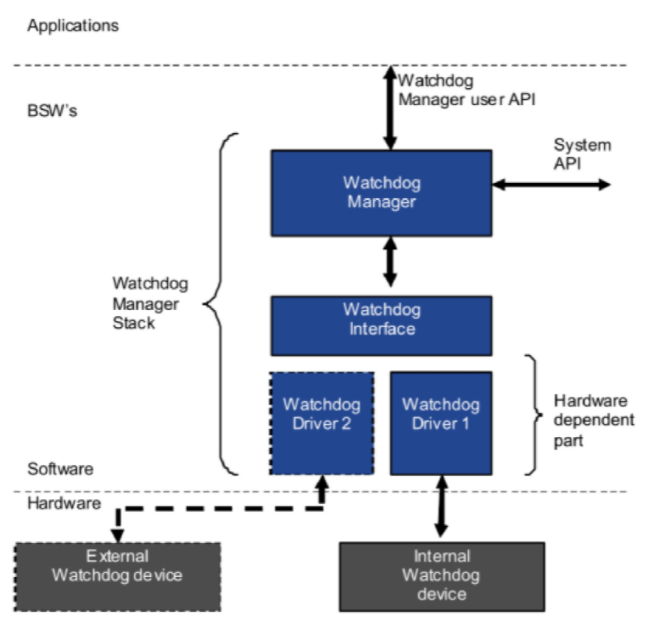 Applications
Watchdog
Manager user API
BSW's
System
API
Watchdog
Manager
Watchdog
Manager
Stack
Watchdog
Interface
Watchdog
Driver 2
Watchdog
Driver 1
Hardware
dependent
part
Software
Hardware
External
Watchdog device
Internal
Watchdog
device